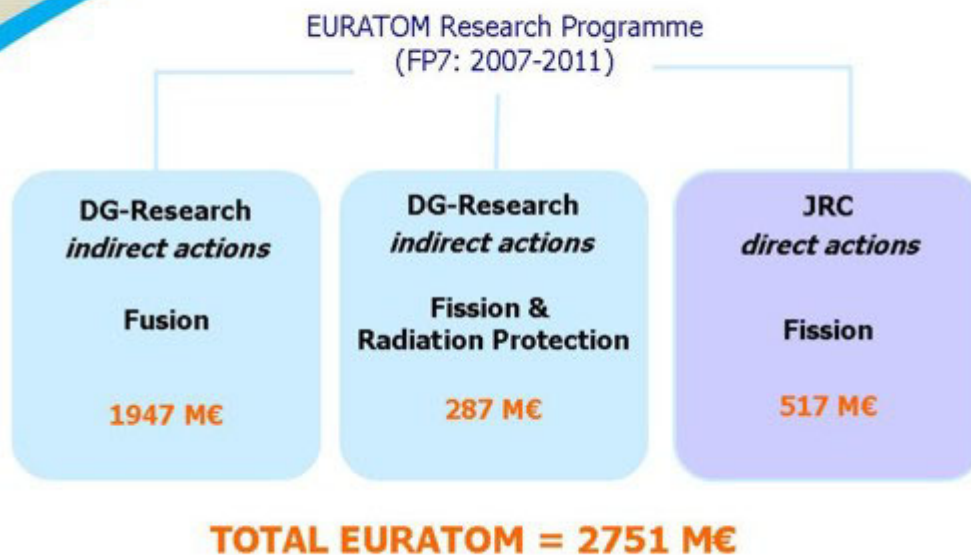 EURATOM Research Programme
(FP7: 2007-2011)
DG-Research
indirect actions
Fusion
1947 M€
DG-Research
indirect actions
Fission &
Radiation Protection
287 M€
JRC
direct actions
Fission
517 M€
TOTAL EURATOM = 2751 M€